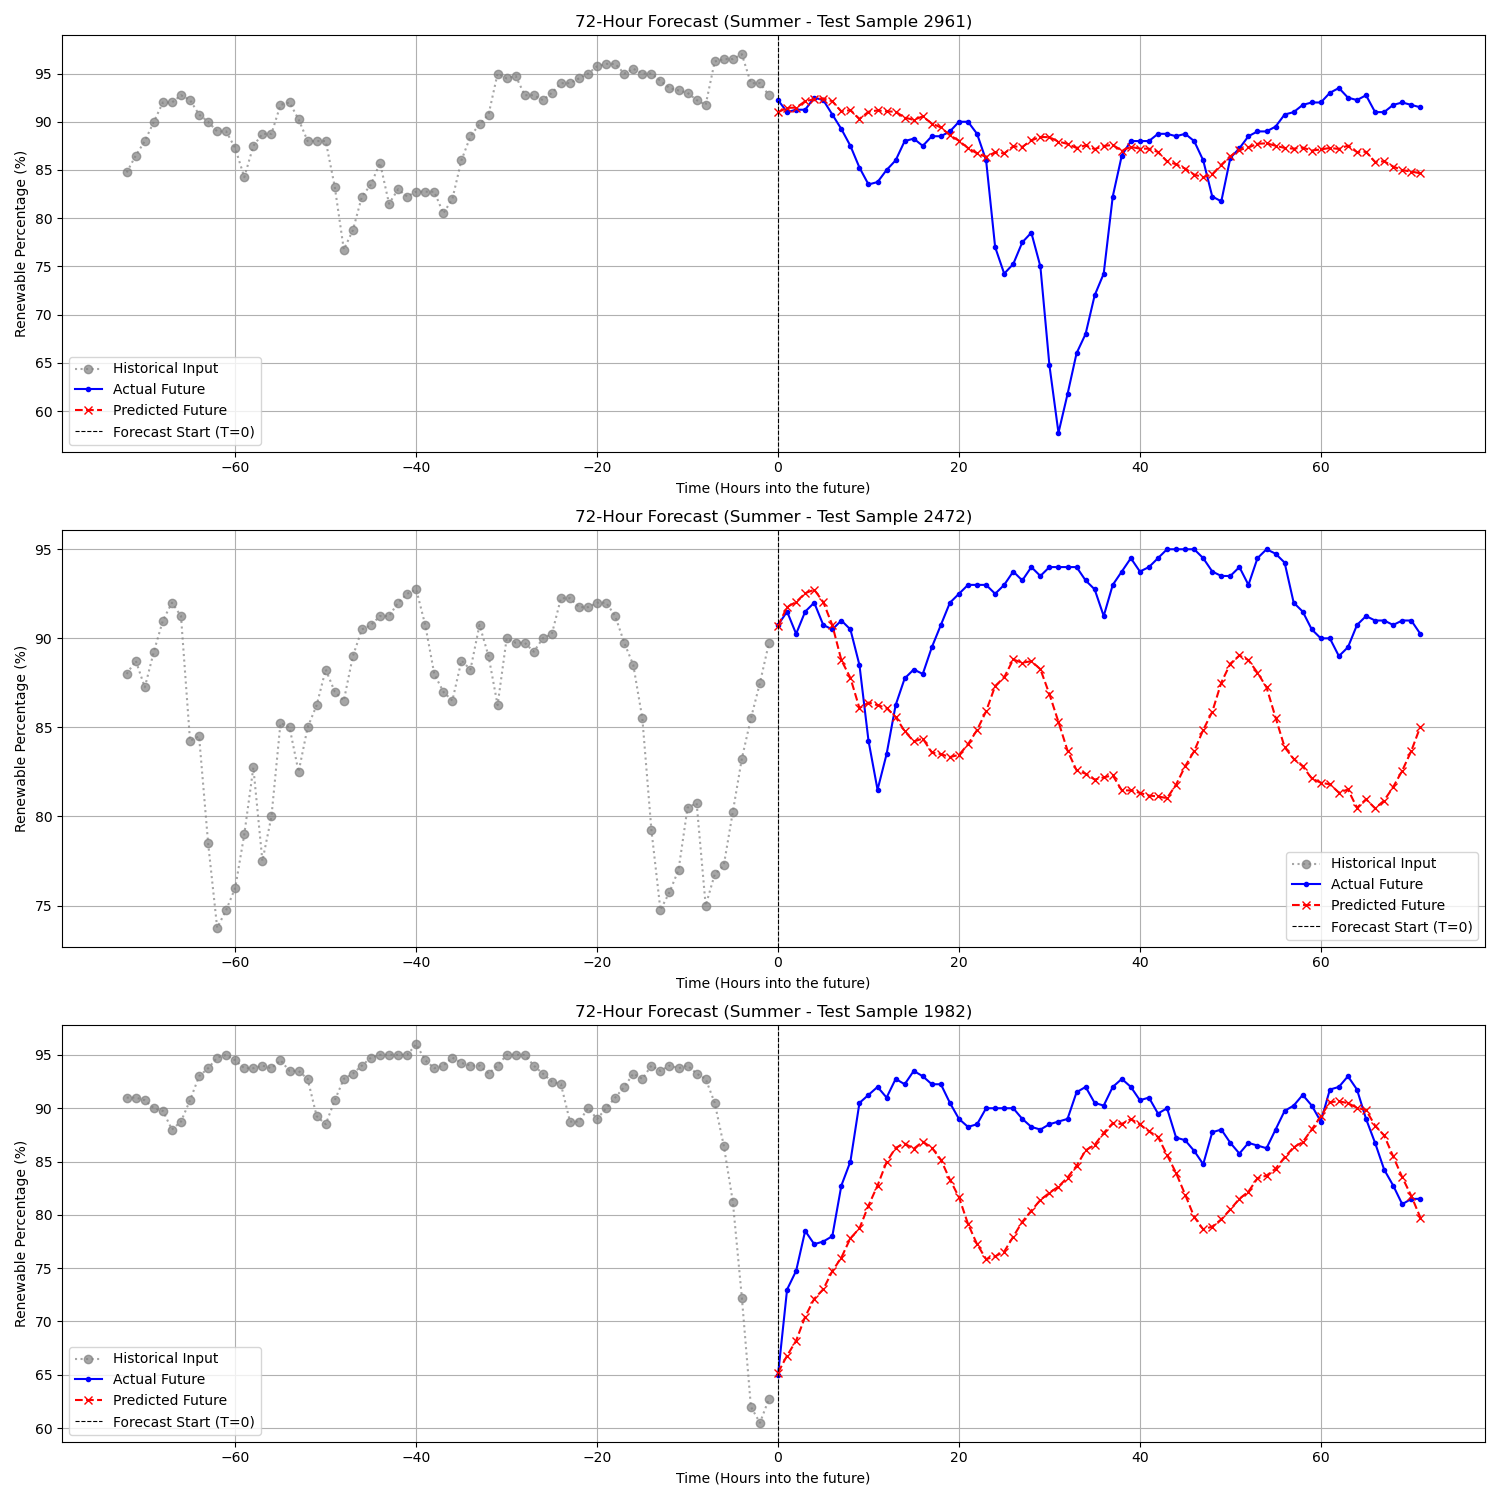 72-Hour Forecast (Summer - Test Sample 2961)
Renewable Percentage (%)
95
90
85
80
75
70
65
60
Historical Input
Actual Future
Predicted Future
Forecast Start (T=0)
−60 −40 −20 0 20 40 60
Time (Hours into the future)
72-Hour Forecast (Summer - Test Sample 2472)
Renewable Percentage (%)
95
90
85
80
75
Historical Input
Actual Future
Predicted Future
Forecast Start (T=0)
−60 −40 −20 0 20 40 60
Time (Hours into the future)
72-Hour Forecast (Summer - Test Sample 1982)
Renewable Percentage (%)
95
90
85
80
75
70
65
60
Historical Input
Actual Future
Predicted Future
Forecast Start (T=0)
−60 −40 −20 0 20 40 60
Time (Hours into the future)